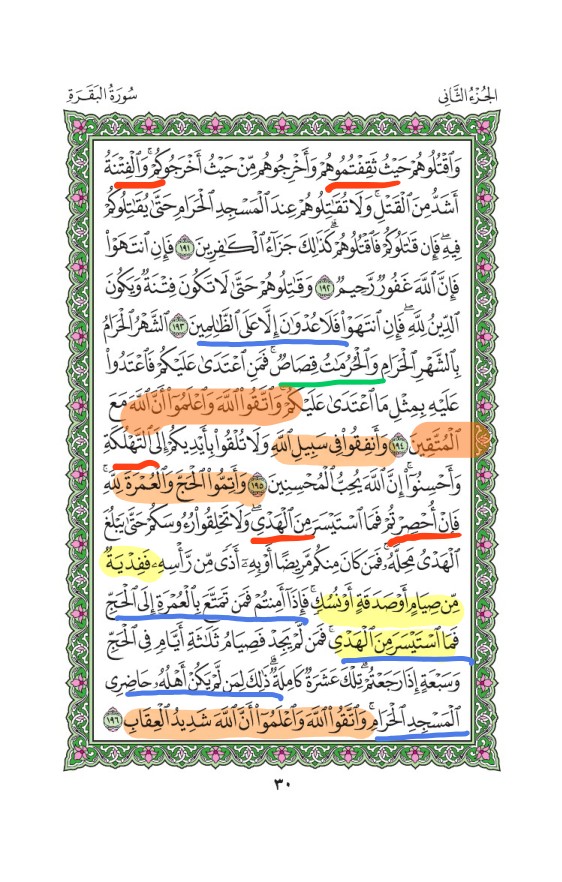 الجُزْءُ الثَّانِي
سُورَةُ البَقَرَةِ
وَٱقْتُلُوهُمْ حَيْثُ ثَقِفْتُمُوهُمْ وَأَخْرِجُوهُم مِّنْ حَيْثُ أَخْرَجُوكُمْ ۚ وَٱلْفِتْنَةُ
أَشَدُّ مِنَ ٱلْقَتْلِ ۚ وَلَا تُقَٰتِلُوهُمْ عِندَ ٱلْمَسْجِدِ ٱلْحَرَامِ حَتَّىٰ يُقَٰتِلُوكُمْ
فِيهِ ۖ فَإِن قَٰتَلُوكُمْ فَٱقْتُلُوهُمْ ۗ كَذَٰلِكَ جَزَآءُ ٱلْكَٰفِرِينَ ١٩١ فَإِنِ ٱنتَهَوْا۟
فَإِنَّ ٱللَّهَ غَفُورٌ رَّحِيمٌ ١٩٢ وَقَٰتِلُوهُمْ حَتَّىٰ لَا تَكُونَ فِتْنَةٌ وَيَكُونَ
ٱلدِّينُ لِلَّهِ ۖ فَإِنِ ٱنتَهَوْا۟ فَلَا عُدْوَٰنَ إِلَّا عَلَى ٱلظَّٰلِمِينَ ١٩٣ ٱلشَّهْرُ ٱلْحَرَامُ
بِٱلشَّهْرِ ٱلْحَرَامِ وَٱلْحُرُمَٰتُ قِصَاصٌ ۚ فَمَنِ ٱعْتَدَىٰ عَلَيْكُمْ فَٱعْتَدُوا۟
عَلَيْهِ بِمِثْلِ مَا ٱعْتَدَىٰ عَلَيْكُمْ ۚ وَٱتَّقُوا۟ ٱللَّهَ وَٱعْلَمُوٓا۟ أَنَّ ٱللَّهَ مَعَ
ٱلْمُتَّقِينَ ١٩٤ وَأَنفِقُوا۟ فِى سَبِيلِ ٱللَّهِ وَلَا تُلْقُوا۟ بِأَيْدِيكُمْ إِلَى ٱلتَّهْلُكَةِ ۛ
وَأَحْسِنُوٓا۟ ۛ إِنَّ ٱللَّهَ يُحِبُّ ٱلْمُحْسِنِينَ ١٩٥ وَأَتِمُّوا۟ ٱلْحَجَّ وَٱلْعُمْرَةَ لِلَّهِ ۚ
فَإِنْ أُحْصِرْتُمْ فَمَا ٱسْتَيْسَرَ مِنَ ٱلْهَدْىِ ۖ وَلَا تَحْلِقُوا۟ رُءُوسَكُمْ حَتَّىٰ يَبْلُغَ
ٱلْهَدْىُ مَحِلَّهُۥ ۚ فَمَن كَانَ مِنكُم مَّرِيضًا أَوْ بِهِۦٓ أَذًى مِّن رَّأْسِهِۦ فَفِدْيَةٌ
مِّن صِيَامٍ أَوْ صَدَقَةٍ أَوْ نُسُكٍ ۚ فَإِذَآ أَمِنتُمْ فَمَن تَمَتَّعَ بِٱلْعُمْرَةِ إِلَى ٱلْحَجِّ
فَمَا ٱسْتَيْسَرَ مِنَ ٱلْهَدْىِ ۚ فَمَن لَّمْ يَجِدْ فَصِيَامُ ثَلَٰثَةِ أَيَّامٍ فِى ٱلْحَجِّ
وَسَبْعَةٍ إِذَا رَجَعْتُمْ ۗ تِلْكَ عَشَرَةٌ كَامِلَةٌ ۗ ذَٰلِكَ لِمَن لَّمْ يَكُنْ أَهْلُهُۥ حَاضِرِى
ٱلْمَسْجِدِ ٱلْحَرَامِ ۚ وَٱتَّقُوا۟ ٱللَّهَ وَٱعْلَمُوٓا۟ أَنَّ ٱللَّهَ شَدِيدُ ٱلْعِقَابِ ١٩٦
٣٠